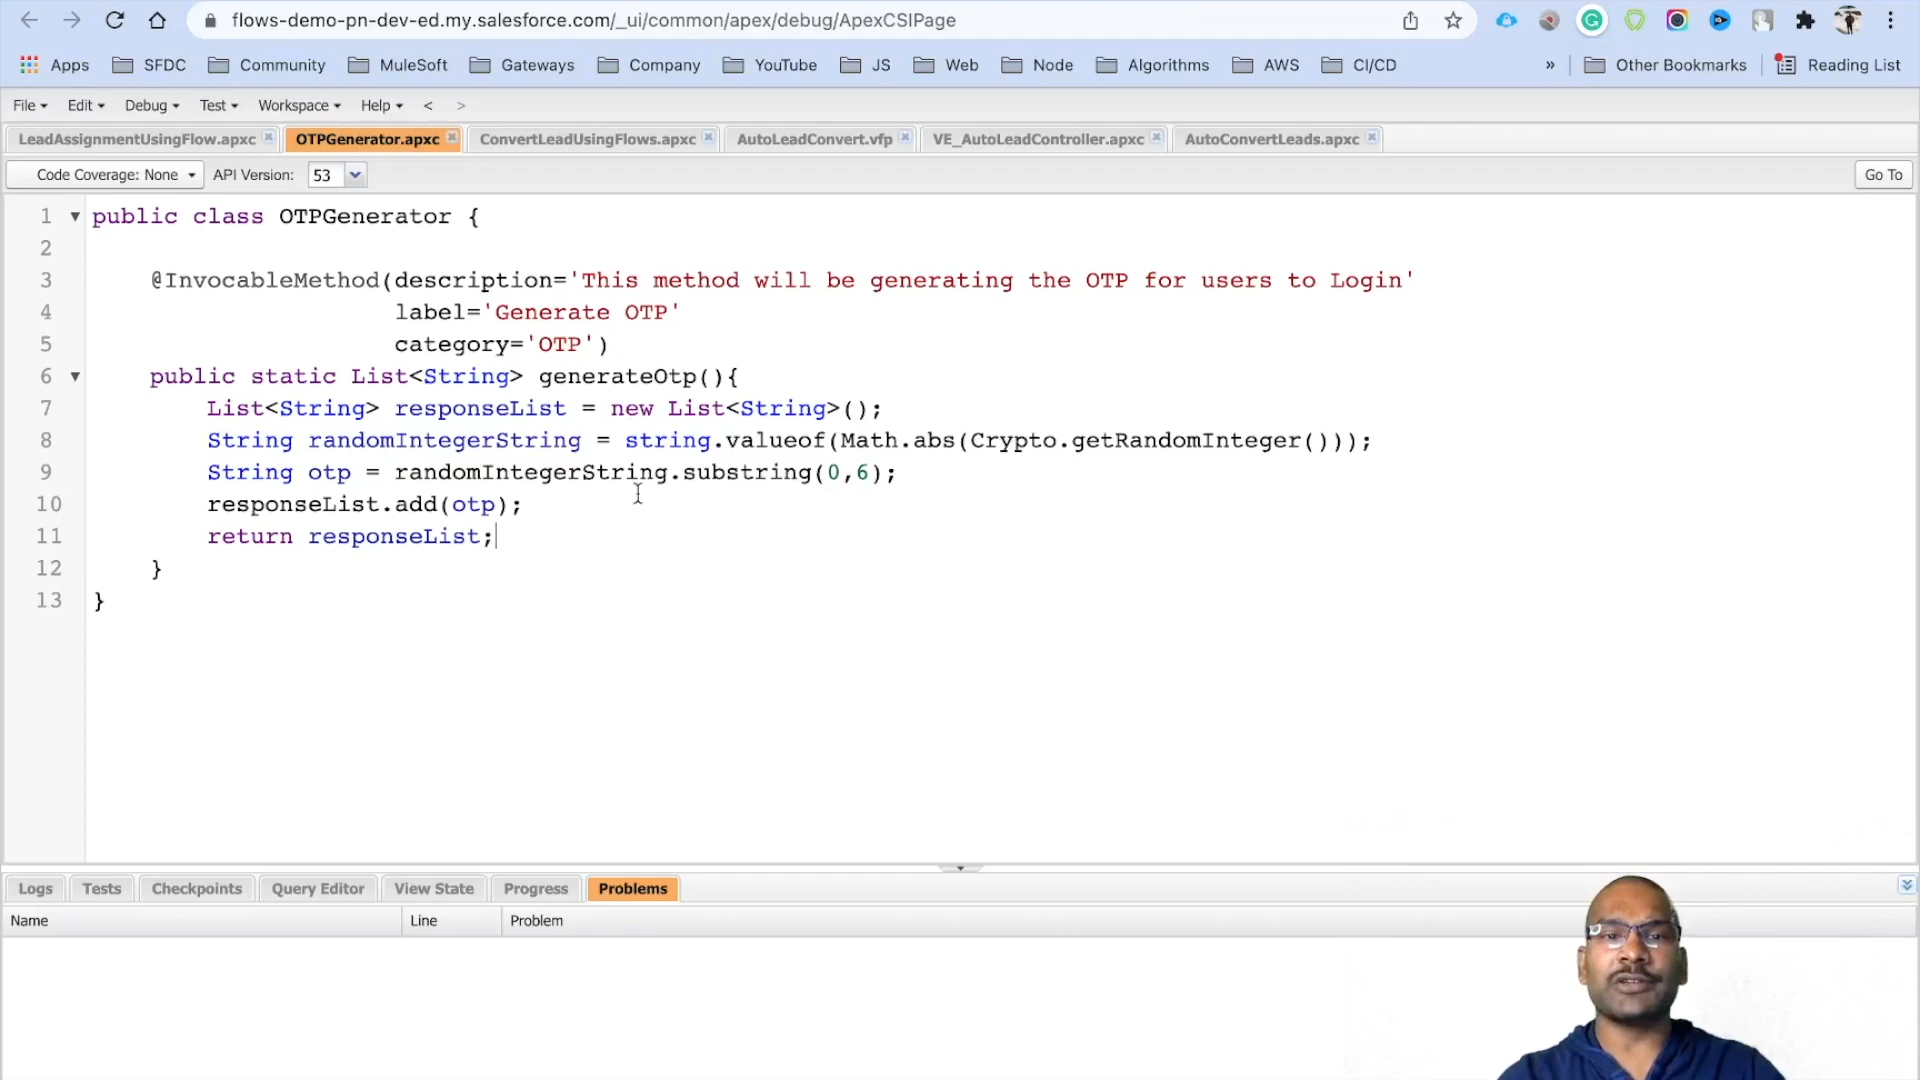 flows-demo-pn-dev-ed.my.salesforce.com/_ui/common/apex/debug/ApexCSIPage
Apps SFDC Community MuleSoft Gateways Company YouTube JS Web Node Algorithms AWS CI/CD » Other Bookmarks Reading List
File Edit Debug Test Workspace Help < >
LeadAssignmentUsingFlow.apxc OTPGenerator.apxc ConvertLeadUsingFlows.apxc AutoLeadConvert.vfp VE_AutoLeadController.apxc AutoConvertLeads.apxc
Code Coverage: None API Version: 53 Go To
1 public class OTPGenerator {
2
3 @InvocableMethod(description='This method will be generating the OTP for users to Login'
4 label='Generate OTP'
5 category='OTP')
6 public static List<String> generateOtp(){
7 List<String> responseList = new List<String>();
8 String randomIntegerString = string.valueof(Math.abs(Crypto.getRandomInteger()));
9 String otp = randomIntegerString.substring(0,6);
10 responseList.add(otp);
11 return responseList;
12 }
13 }
Logs Tests Checkpoints Query Editor View State Progress Problems
Name Line Problem